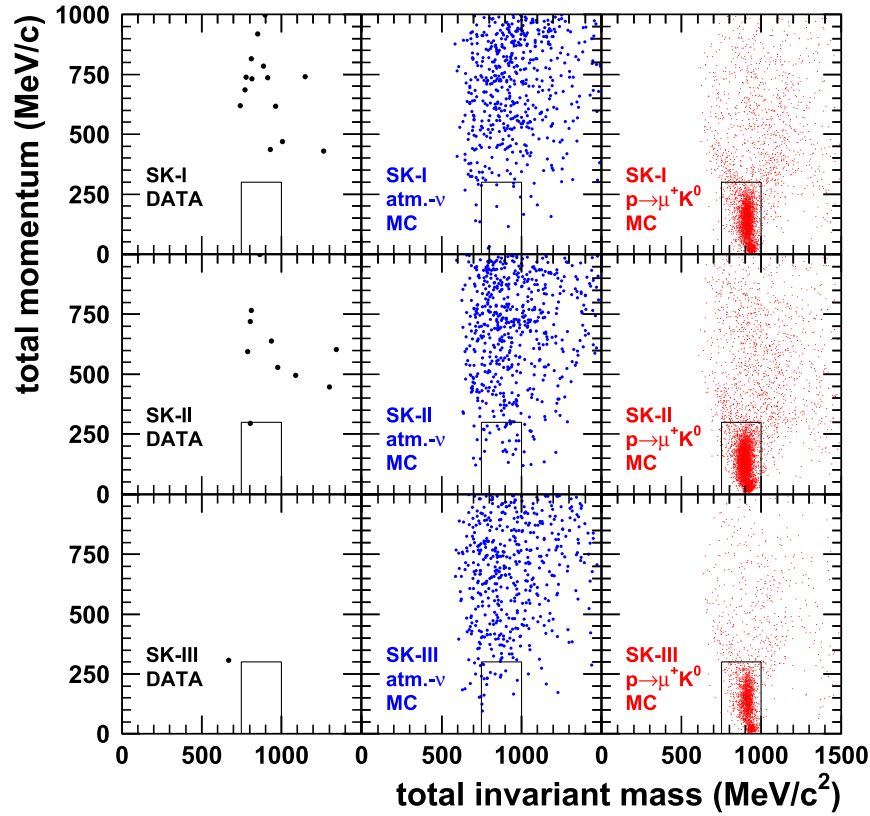 total momentum (MeV/c)
1000
750
500
250
0
SK-I
DATA
SK-I
atm.-ν
MC
SK-I
p→μ⁺K⁰
MC
750
500
250
0
SK-II
DATA
SK-II
atm.-ν
MC
SK-II
p→μ⁺K⁰
MC
750
500
250
0
SK-III
DATA
SK-III
atm.-ν
MC
SK-III
p→μ⁺K⁰
MC
0 500 1000 0 500 1000 0 500 1000 1500
total invariant mass (MeV/c²)